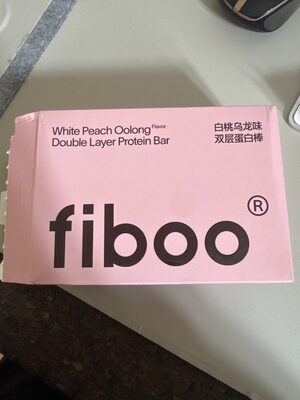 White Peach Oolong Flavor
Double Layer Protein Bar
白桃乌龙味
双层蛋白棒
fiboo®